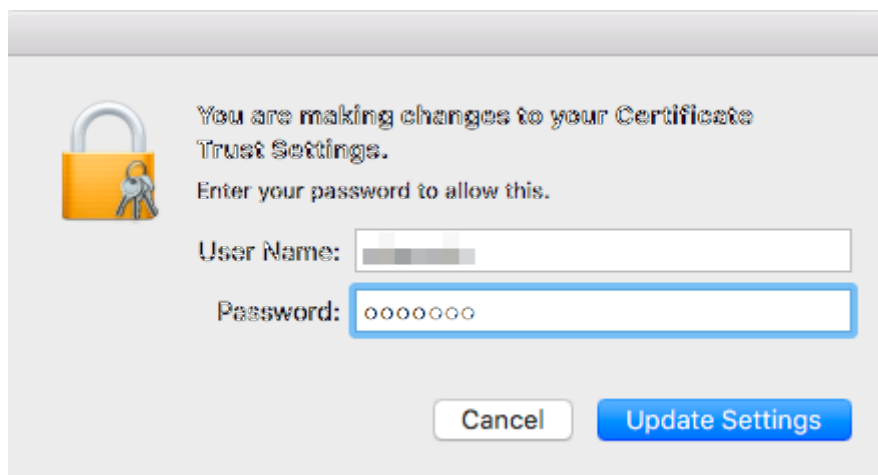 You are making changes to your Certificate
Trust Settings.
Enter your password to allow this.
User Name:
Password: ooooooo
Cancel Update Settings